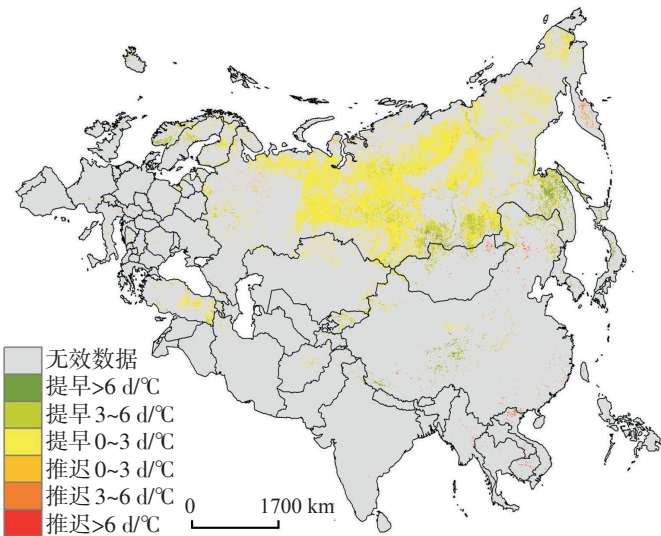 无效数据
提早>6 d/℃
提早3~6 d/℃
提早0~3 d/℃
推迟0~3 d/℃
推迟3~6 d/℃
推迟>6 d/℃
0 1700 km